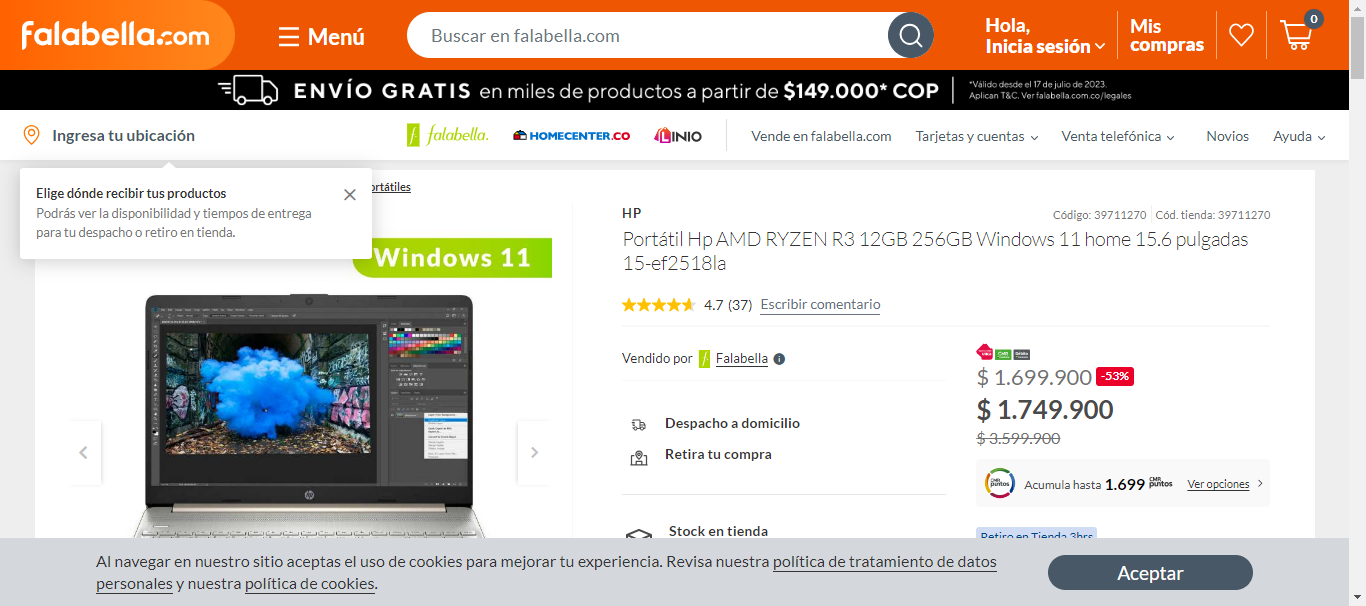 falabella.com
Menú
Buscar en falabella.com
Hola,
Inicia sesión
Mis
compras
0
ENVÍO GRATIS en miles de productos a partir de $149.000* COP
*Válido desde el 17 de julio de 2023.
Aplican T&C. Ver falabella.com.co/legales
Ingresa tu ubicación
falabella.
HOMECENTER.CO
LINIO
Vende en falabella.com
Tarjetas y cuentas
Venta telefónica
Novios
Ayuda
Elige dónde recibir tus productos
Podrás ver la disponibilidad y tiempos de entrega
para tu despacho o retiro en tienda.
ortátiles
Windows 11
hp
HP
Código: 39711270
Cód. tienda: 39711270
Portátil Hp AMD RYZEN R3 12GB 256GB Windows 11 home 15.6 pulgadas
15-ef2518la
4.7 (37)
Escribir comentario
Vendido por
Falabella
Despacho a domicilio
Retira tu compra
Stock en tienda
CMR
$ 1.699.900
-53%
$ 1.749.900
$ 3.599.900
CMR
puntos
Acumula hasta 1.699 CMR puntos
Ver opciones
Retiro en Tienda 3hrs
Al navegar en nuestro sitio aceptas el uso de cookies para mejorar tu experiencia. Revisa nuestra política de tratamiento de datos
personales y nuestra política de cookies.
Aceptar